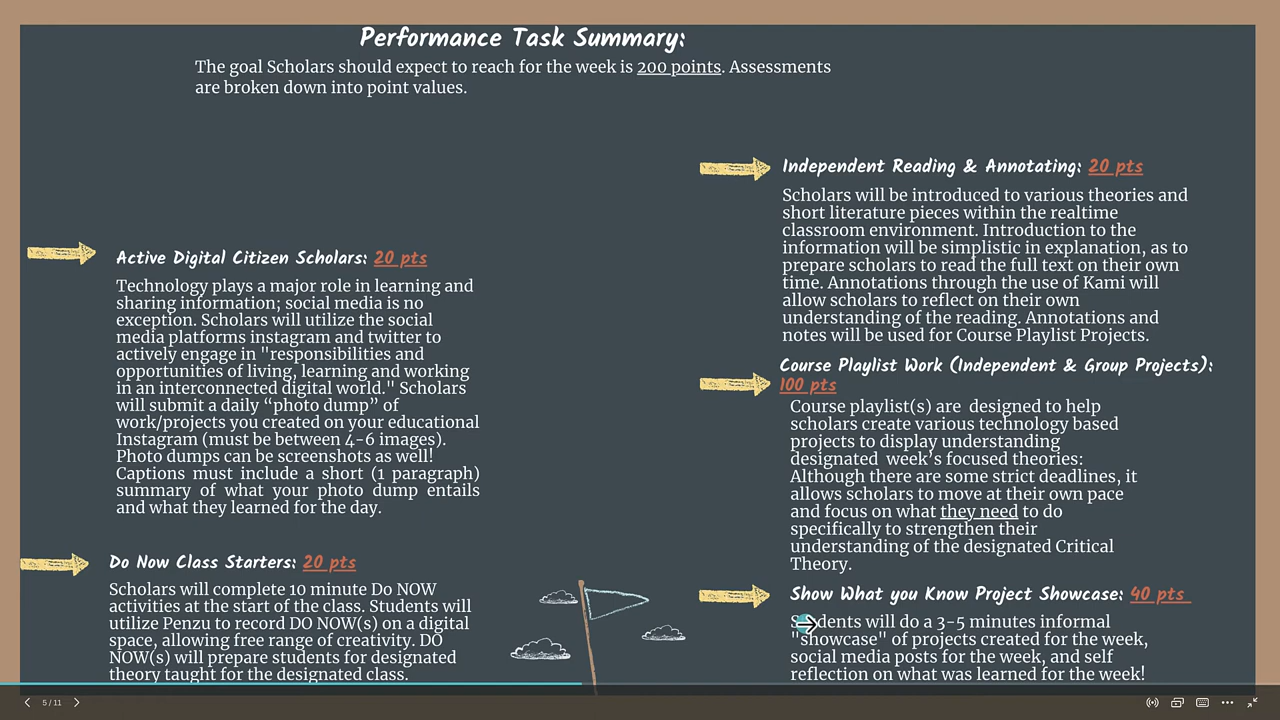 Performance Task Summary:
The goal Scholars should expect to reach for the week is 200 points. Assessments
are broken down into point values.
Active Digital Citizen Scholars: 20 pts
Technology plays a major role in learning and
sharing information; social media is no
exception. Scholars will utilize the social
media platforms instagram and twitter to
actively engage in "responsibilities and
opportunities of living, learning and working
in an interconnected digital world." Scholars
will submit a daily “photo dump” of
work/projects you created on your educational
Instagram (must be between 4-6 images).
Photo dumps can be screenshots as well!
Captions must include a short (1 paragraph)
summary of what your photo dump entails
and what they learned for the day.
Do Now Class Starters: 20 pts
Scholars will complete 10 minute Do NOW
activities at the start of the class. Students will
utilize Penzu to record DO NOW(s) on a digital
space, allowing free range of creativity. DO
NOW(s) will prepare students for designated
theory taught for the designated class.
Independent Reading & Annotating: 20 pts
Scholars will be introduced to various theories and
short literature pieces within the realtime
classroom environment. Introduction to the
information will be simplistic in explanation, as to
prepare scholars to read the full text on their own
time. Annotations through the use of Kami will
allow scholars to reflect on their own
understanding of the reading. Annotations and
notes will be used for Course Playlist Projects.
Course Playlist Work (Independent & Group Projects):
100 pts
Course playlist(s) are designed to help
scholars create various technology based
projects to display understanding
designated week’s focused theories:
Although there are some strict deadlines, it
allows scholars to move at their own pace
and focus on what they need to do
specifically to strengthen their
understanding of the designated Critical
Theory.
Show What you Know Project Showcase: 40 pts
Students will do a 3-5 minutes informal
"showcase" of projects created for the week,
social media posts for the week, and self
reflection on what was learned for the week!
5 / 11